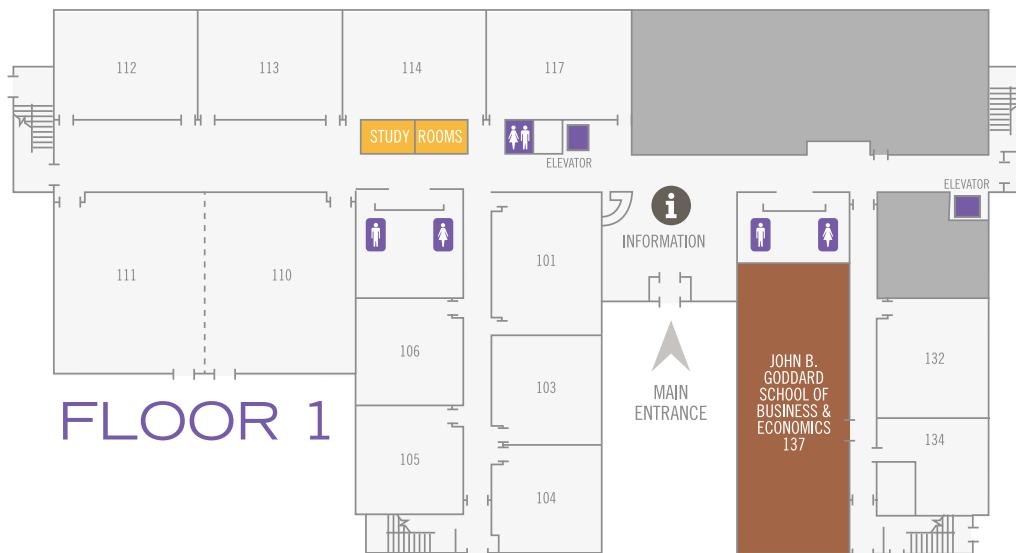 112
113
114
117
STUDY ROOMS
ELEVATOR
ELEVATOR
INFORMATION
111
110
101
106
132
103
MAIN
ENTRANCE
JOHN B.
GODDARD
SCHOOL OF
BUSINESS &
ECONOMICS
137
FLOOR 1
105
134
104